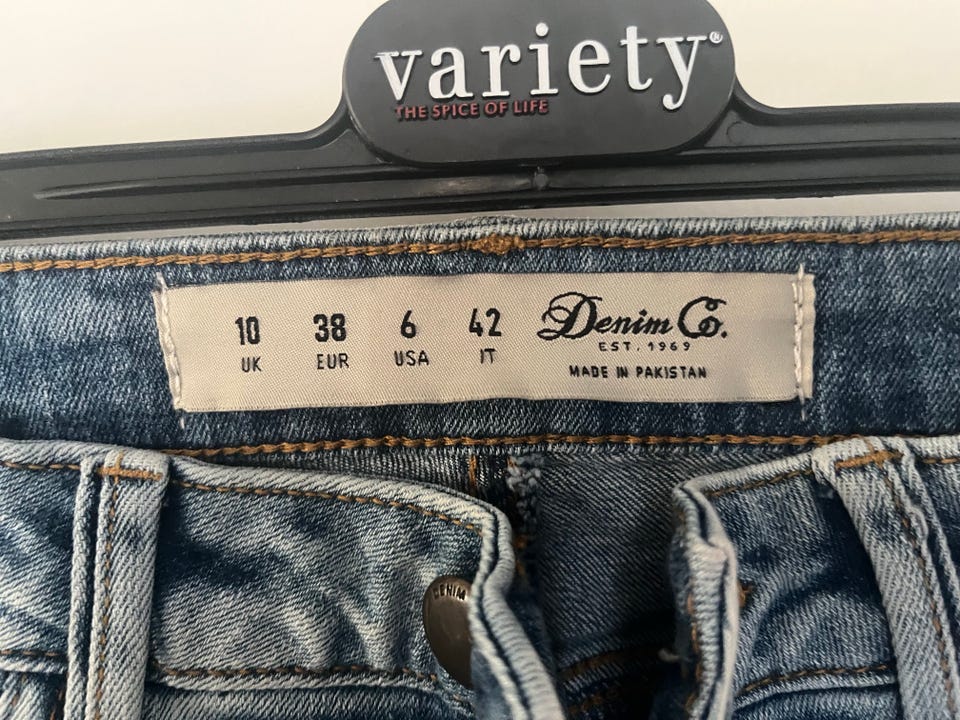 variety®
THE SPICE OF LIFE
10 38 6 42 Denim Co.
UK EUR USA IT EST. 1969
MADE IN PAKISTAN
DENIM